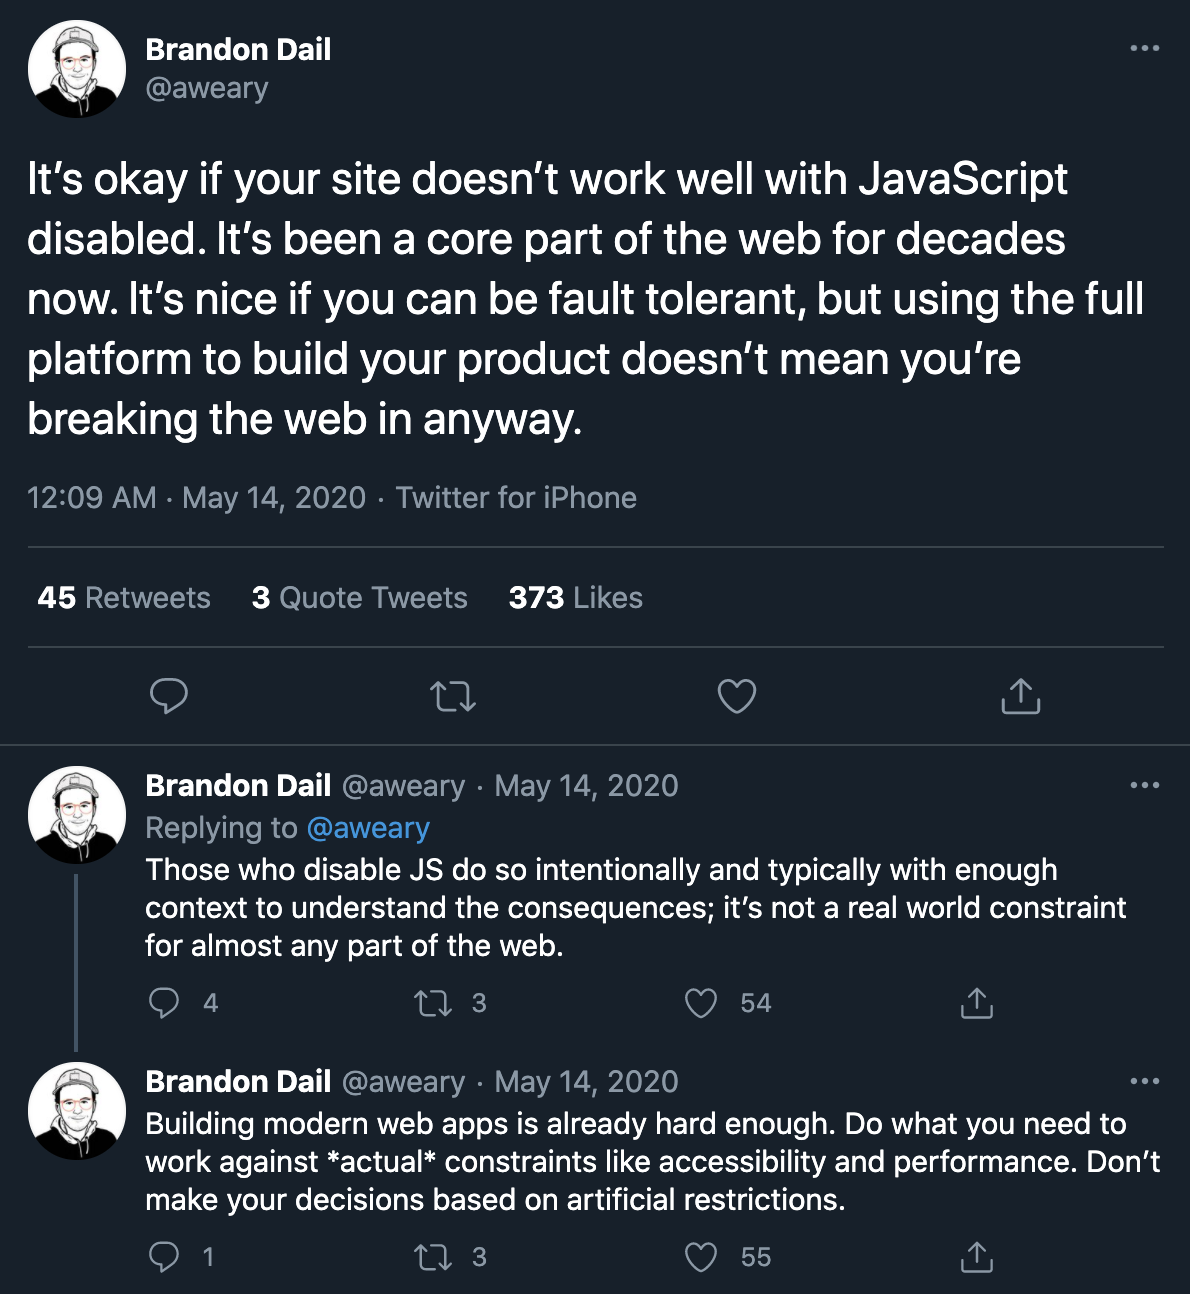 Brandon Dail
@aweary
It’s okay if your site doesn’t work well with JavaScript
disabled. It’s been a core part of the web for decades
now. It’s nice if you can be fault tolerant, but using the full
platform to build your product doesn’t mean you’re
breaking the web in anyway.
12:09 AM · May 14, 2020 · Twitter for iPhone
45 Retweets 3 Quote Tweets 373 Likes
Brandon Dail @aweary · May 14, 2020
Replying to @aweary
Those who disable JS do so intentionally and typically with enough
context to understand the consequences; it’s not a real world constraint
for almost any part of the web.
4 3 54
Brandon Dail @aweary · May 14, 2020
Building modern web apps is already hard enough. Do what you need to
work against *actual* constraints like accessibility and performance. Don’t
make your decisions based on artificial restrictions.
1 3 55